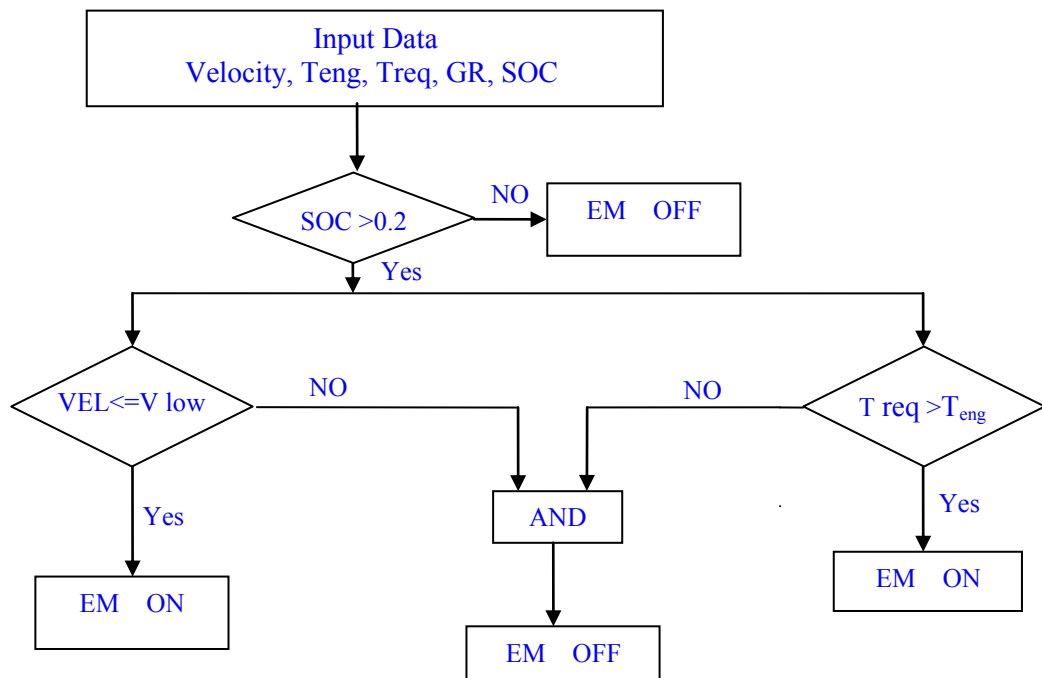 Input Data
Velocity, Teng, Treq, GR, SOC
SOC >0.2
NO
EM OFF
Yes
VEL<=V low
NO
NO
T req >Teng
Yes
AND
Yes
EM ON
EM ON
EM OFF